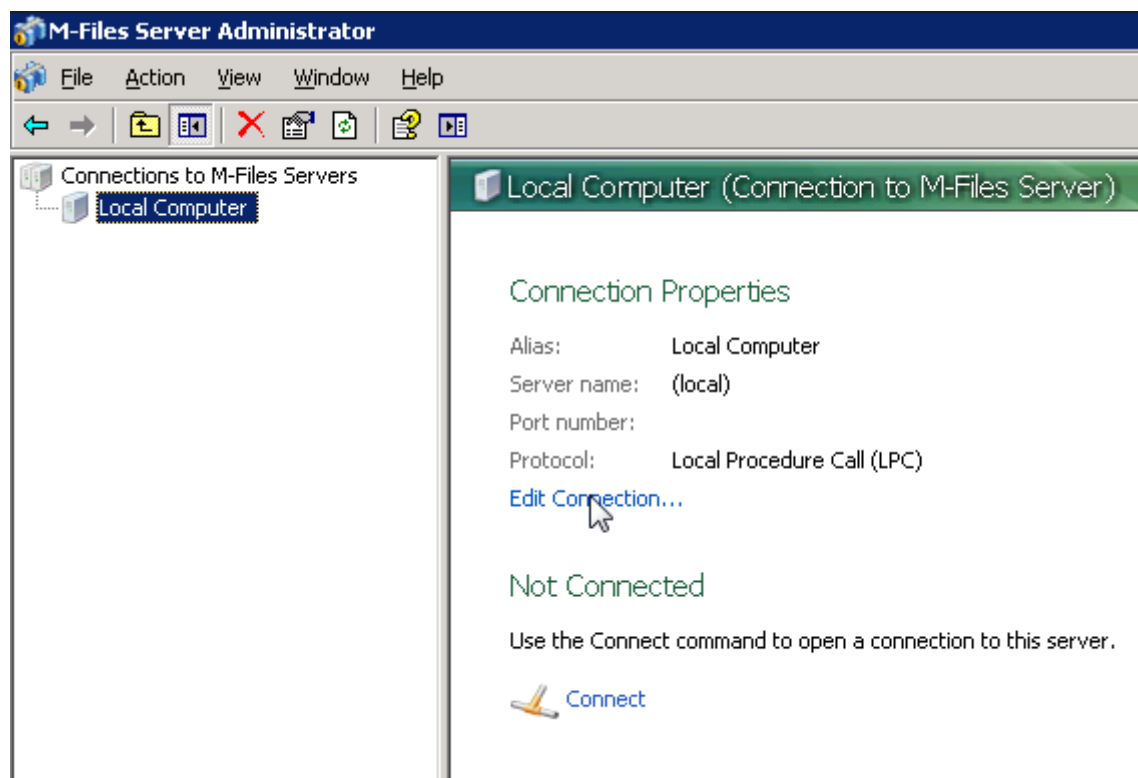 M-Files Server Administrator
File Action View Window Help
Connections to M-Files Servers
Local Computer
Local Computer (Connection to M-Files Server)
Connection Properties
Alias: Local Computer
Server name: (local)
Port number:
Protocol: Local Procedure Call (LPC)
Edit Connection...
Not Connected
Use the Connect command to open a connection to this server.
Connect